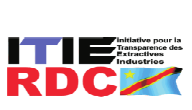 ITIE
Initiative pour la
Transparence des
Extractives
Industries
RDC